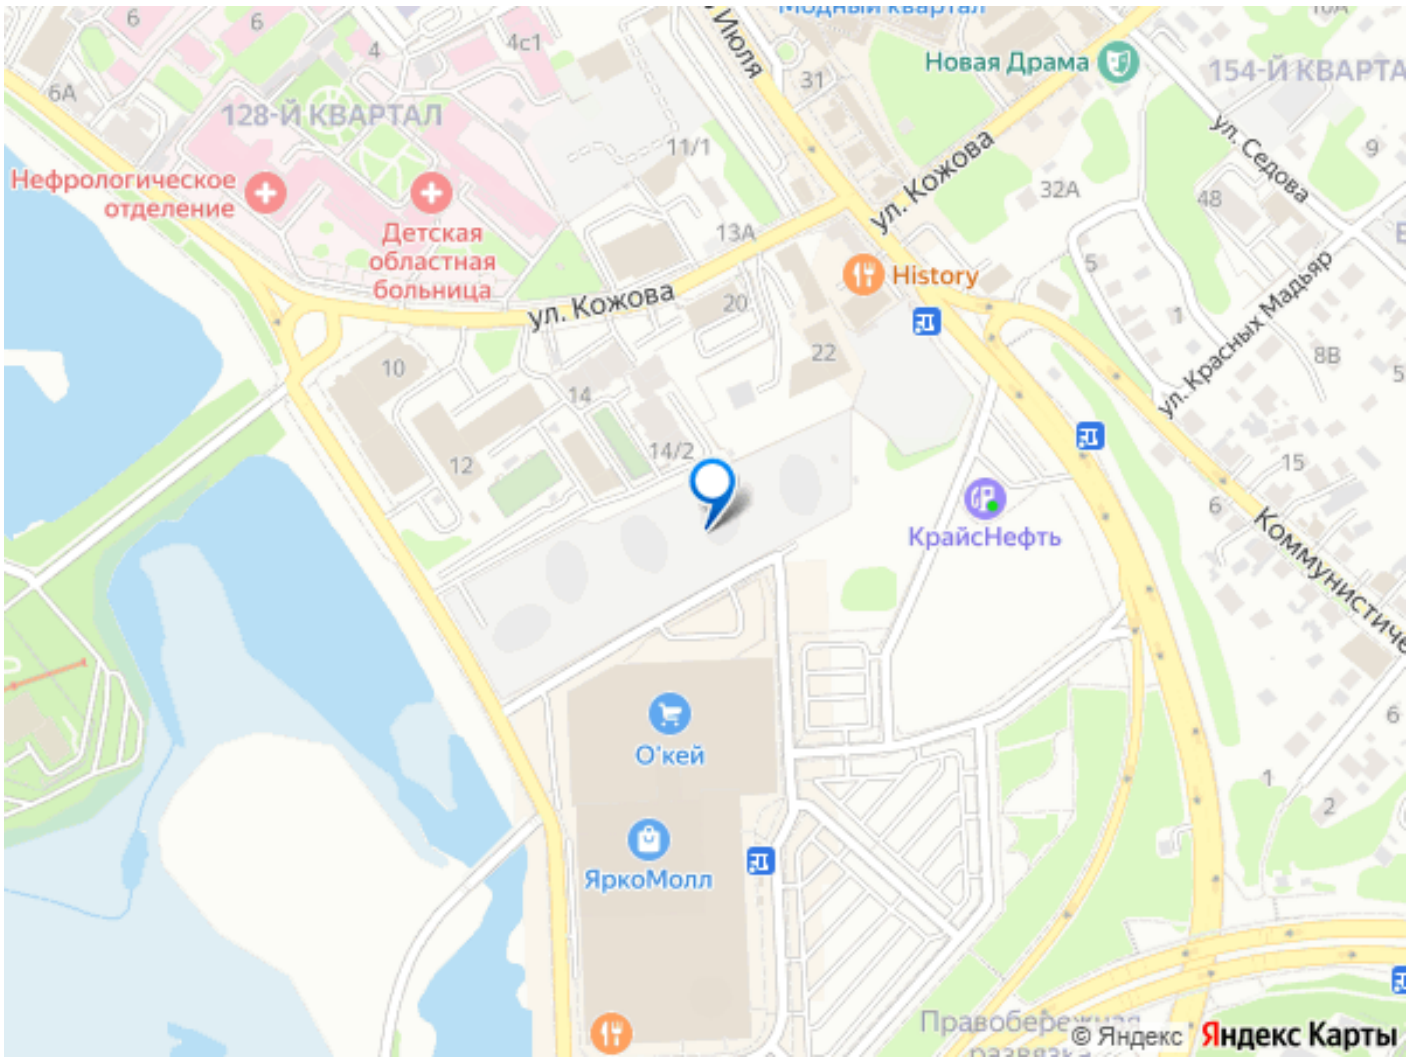 Модный квартал
6
6
4
4с1
Июля
31
Новая Драма
154-Й КВАРТА
6А
128-Й КВАРТАЛ
11/1
ул. Кожова
ул. Седова
9
Нефрологическое
отделение
32А
48
Детская
областная
больница
13А
5
History
ул. Кожова
20
1
ул. Красных Мадьяр
8В
10
22
5
14
12
14/2
15
6
КрайсНефть
Коммунистиче
О'кей
6
1
2
ЯркоМолл
Правобережная
развязка
© Яндекс
Яндекс Карты